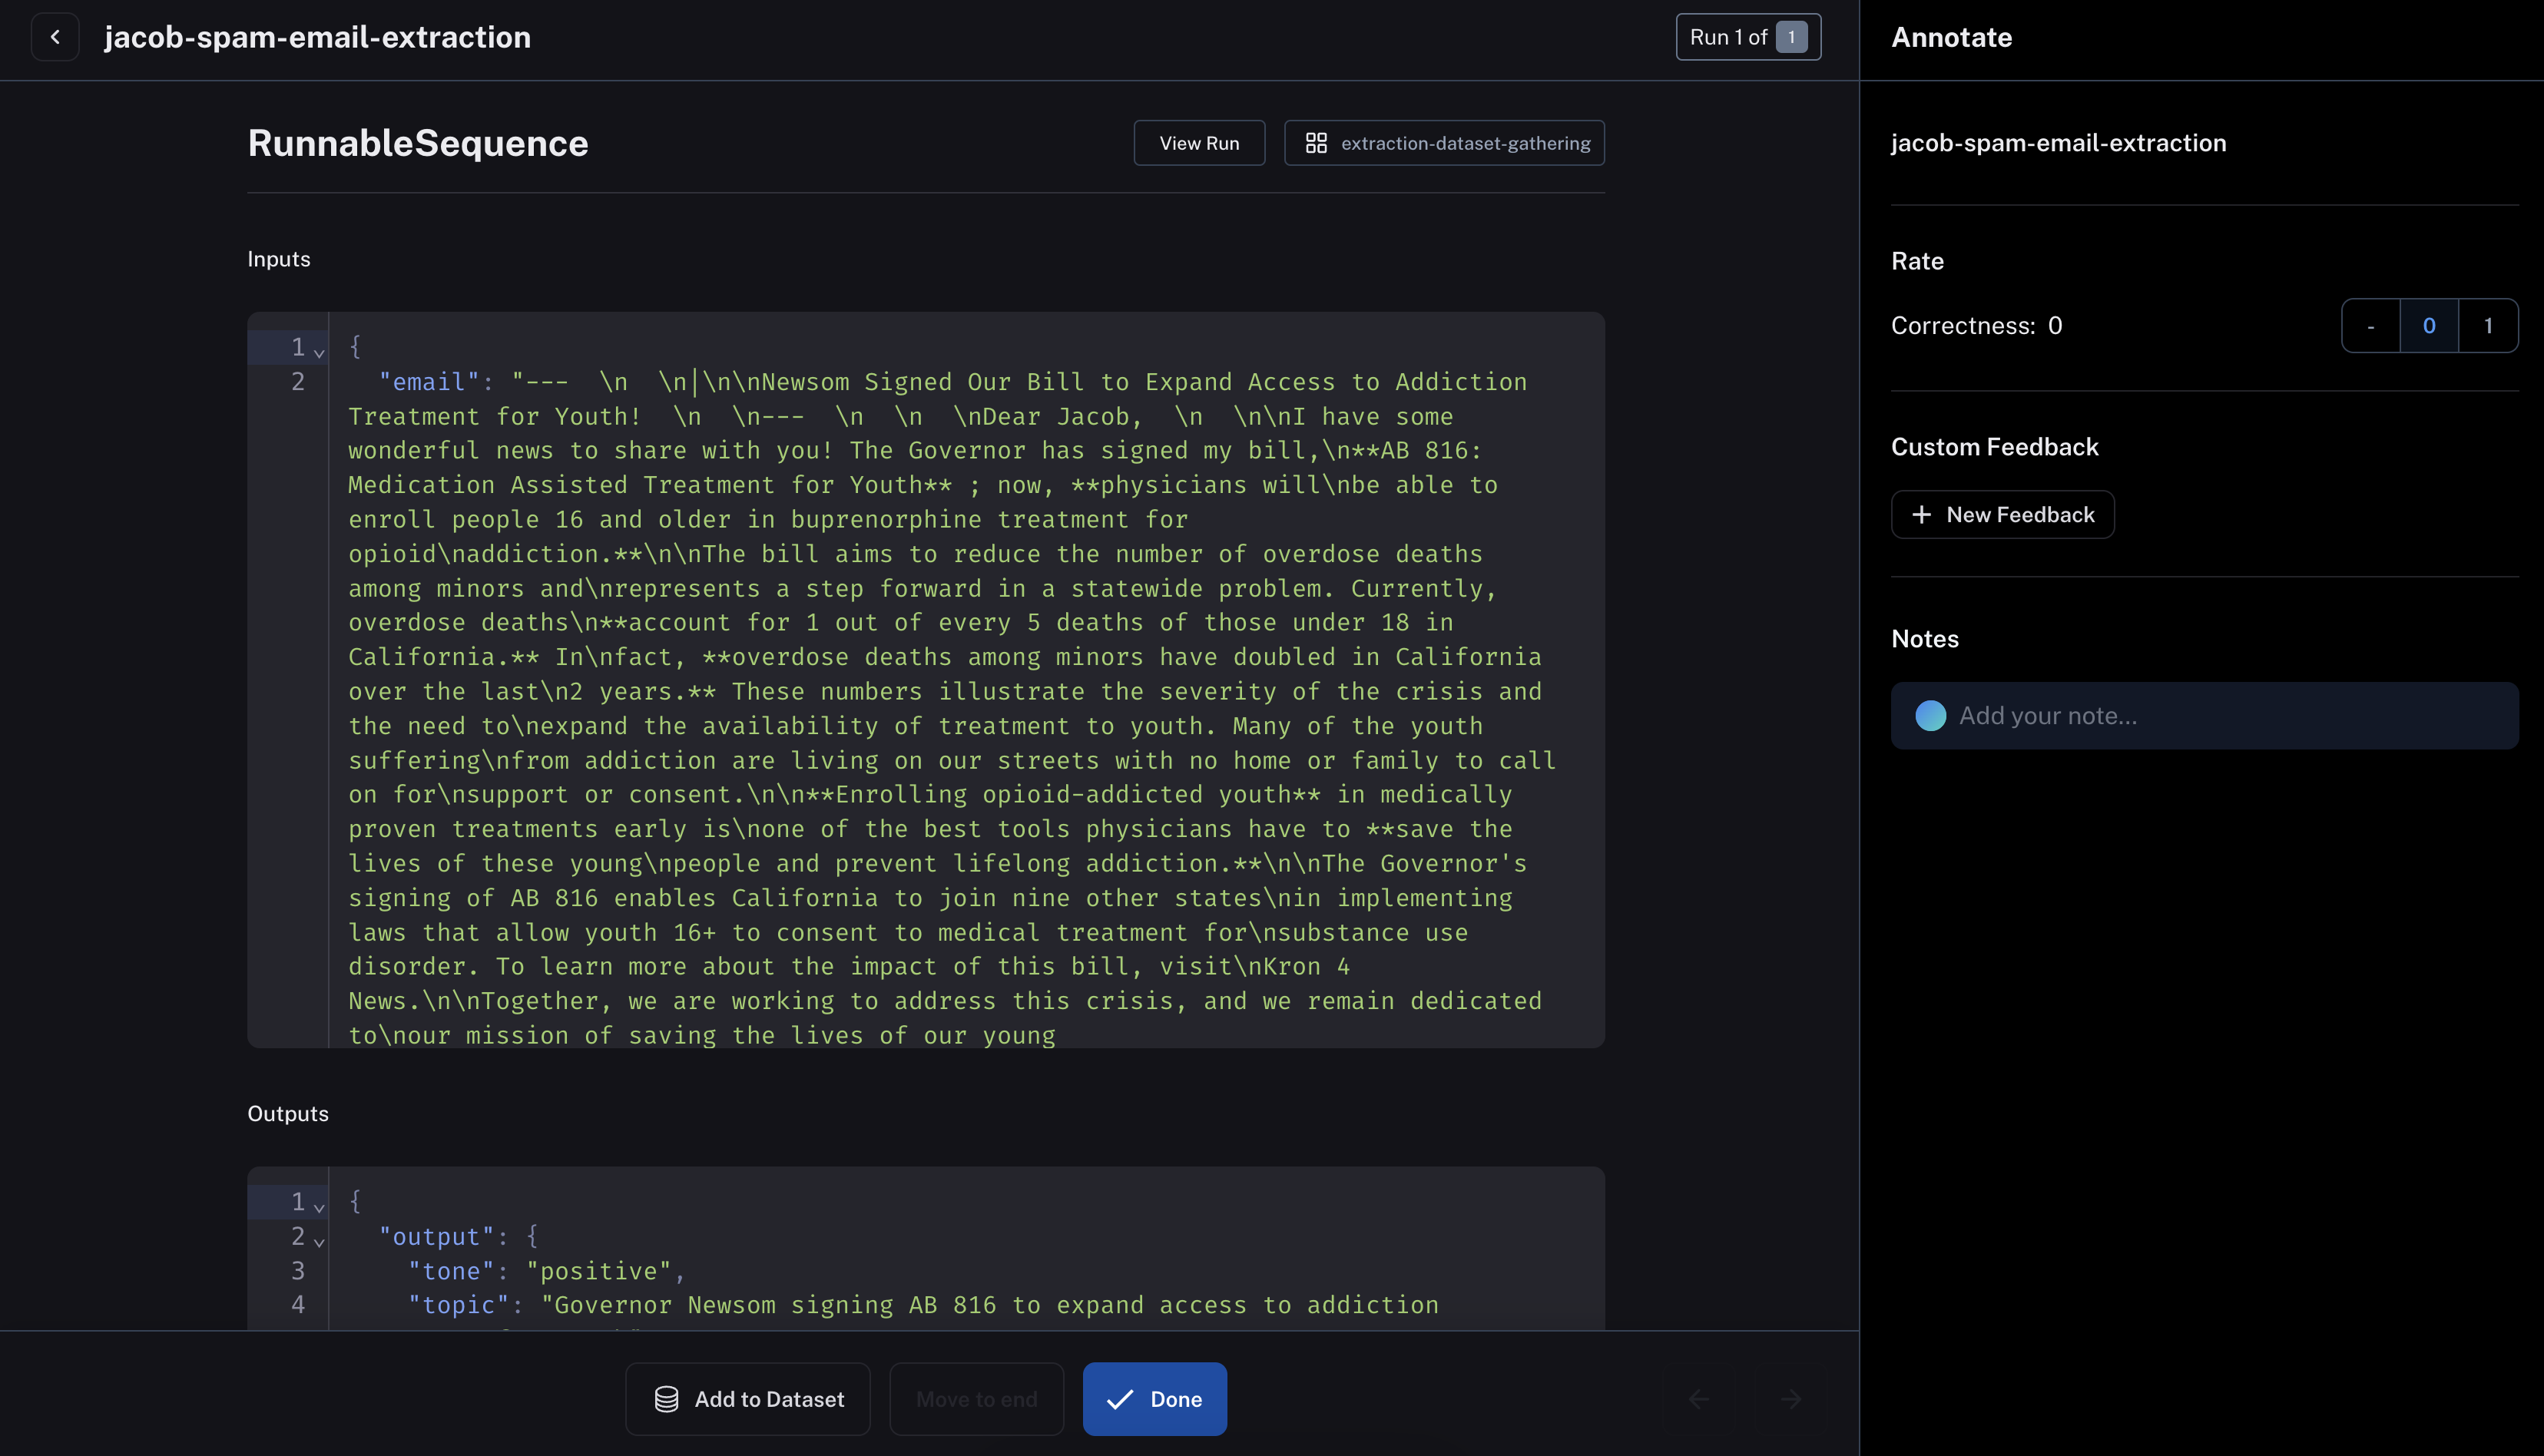 jacob-spam-email-extraction
Run 1 of 1
RunnableSequence
View Run
extraction-dataset-gathering
Inputs
1
{
2
"email": "---  \n  \n|\n\nNewsom Signed Our Bill to Expand Access to Addiction
Treatment for Youth!  \n  \n---  \n  \n  \nDear Jacob,  \n  \n\nI have some
wonderful news to share with you! The Governor has signed my bill,\n**AB 816:
Medication Assisted Treatment for Youth** ; now, **physicians will\nbe able to
enroll people 16 and older in buprenorphine treatment for
opioid\naddiction.**\n\nThe bill aims to reduce the number of overdose deaths
among minors and\nrepresents a step forward in a statewide problem. Currently,
overdose deaths\n**account for 1 out of every 5 deaths of those under 18 in
California.** In\nfact, **overdose deaths among minors have doubled in California
over the last\n2 years.** These numbers illustrate the severity of the crisis and
the need to\nexpand the availability of treatment to youth. Many of the youth
suffering\nfrom addiction are living on our streets with no home or family to call
on for\nsupport or consent.\n\n**Enrolling opioid-addicted youth** in medically
proven treatments early is\none of the best tools physicians have to **save the
lives of these young\npeople and prevent lifelong addiction.**\n\nThe Governor's
signing of AB 816 enables California to join nine other states\nin implementing
laws that allow youth 16+ to consent to medical treatment for\nsubstance use
disorder. To learn more about the impact of this bill, visit\nKron 4
News.\n\nTogether, we are working to address this crisis, and we remain dedicated
to\nour mission of saving the lives of our young
Outputs
1
{
2
"output": {
3
"tone": "positive",
4
"topic": "Governor Newsom signing AB 816 to expand access to addiction
Add to Dataset
Move to end
Done
Annotate
jacob-spam-email-extraction
Rate
Correctness: 0
- 0 1
Custom Feedback
+ New Feedback
Notes
Add your note...